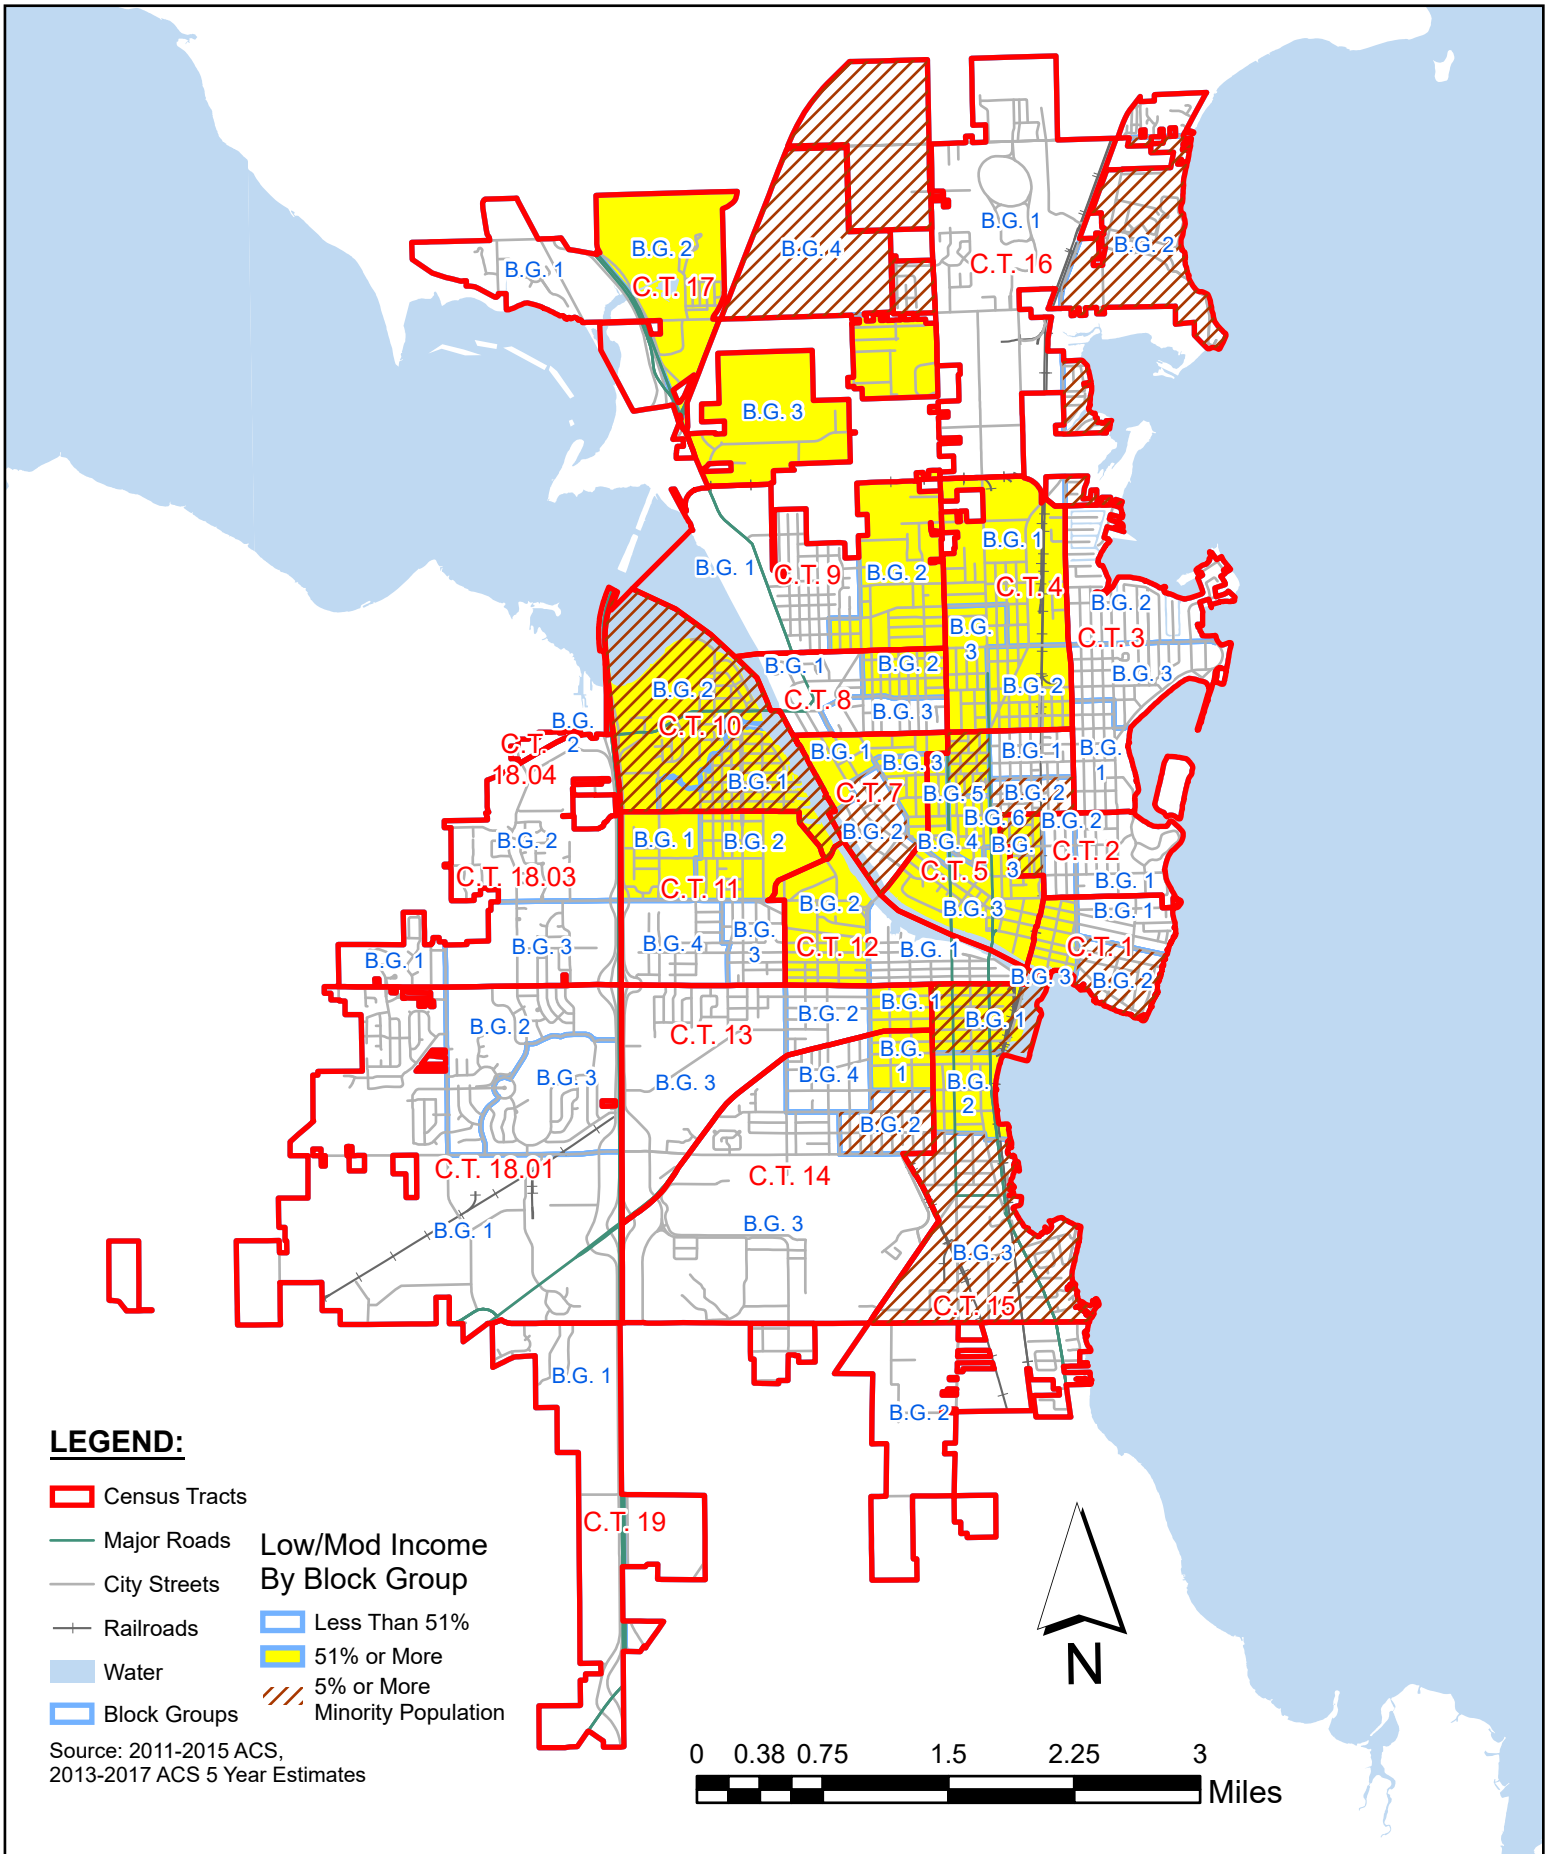 B.G. 1
B.G. 2
C.T. 17
B.G. 4
B.G. 1
C.T. 16
B.G. 2
B.G. 3
B.G. 1
C.T. 9
B.G. 2
B.G. 1
C.T. 4
B.G.
3
B.G. 2
B.G. 2
C.T. 3
B.G. 3
B.G.
1
B.G. 1
B.G. 2
C.T. 8
B.G. 3
B.G. 2
C.T. 10
B.G. 1
B.G.
2
C.T.
18.04
B.G. 2
C.T. 18.03
B.G. 3
B.G. 1
B.G. 1
B.G. 3
C.T. 7
B.G. 2
B.G. 1
B.G. 2
B.G. 5
B.G. 6
B.G. 4
B.G.
3
C.T. 5
B.G. 3
B.G. 2
C.T. 2
B.G. 1
B.G. 1
C.T. 1
B.G. 3
B.G. 2
B.G. 1
B.G. 2
C.T. 11
B.G. 4
B.G.
3
B.G. 2
C.T. 12
B.G. 1
B.G. 2
B.G. 3
C.T. 18.01
B.G. 1
C.T. 13
B.G. 3
B.G. 2
B.G. 1
B.G. 4
B.G.
1
B.G. 2
C.T. 14
B.G. 3
B.G. 1
B.G.
2
B.G. 3
C.T. 15
B.G. 2
B.G. 1
C.T. 19
LEGEND:
Census Tracts
Major Roads
City Streets
Railroads
Water
Block Groups
Low/Mod Income
By Block Group
Less Than 51%
51% or More
5% or More
Minority Population
Source: 2011-2015 ACS,
2013-2017 ACS 5 Year Estimates
N
0 0.38 0.75 1.5 2.25 3
Miles